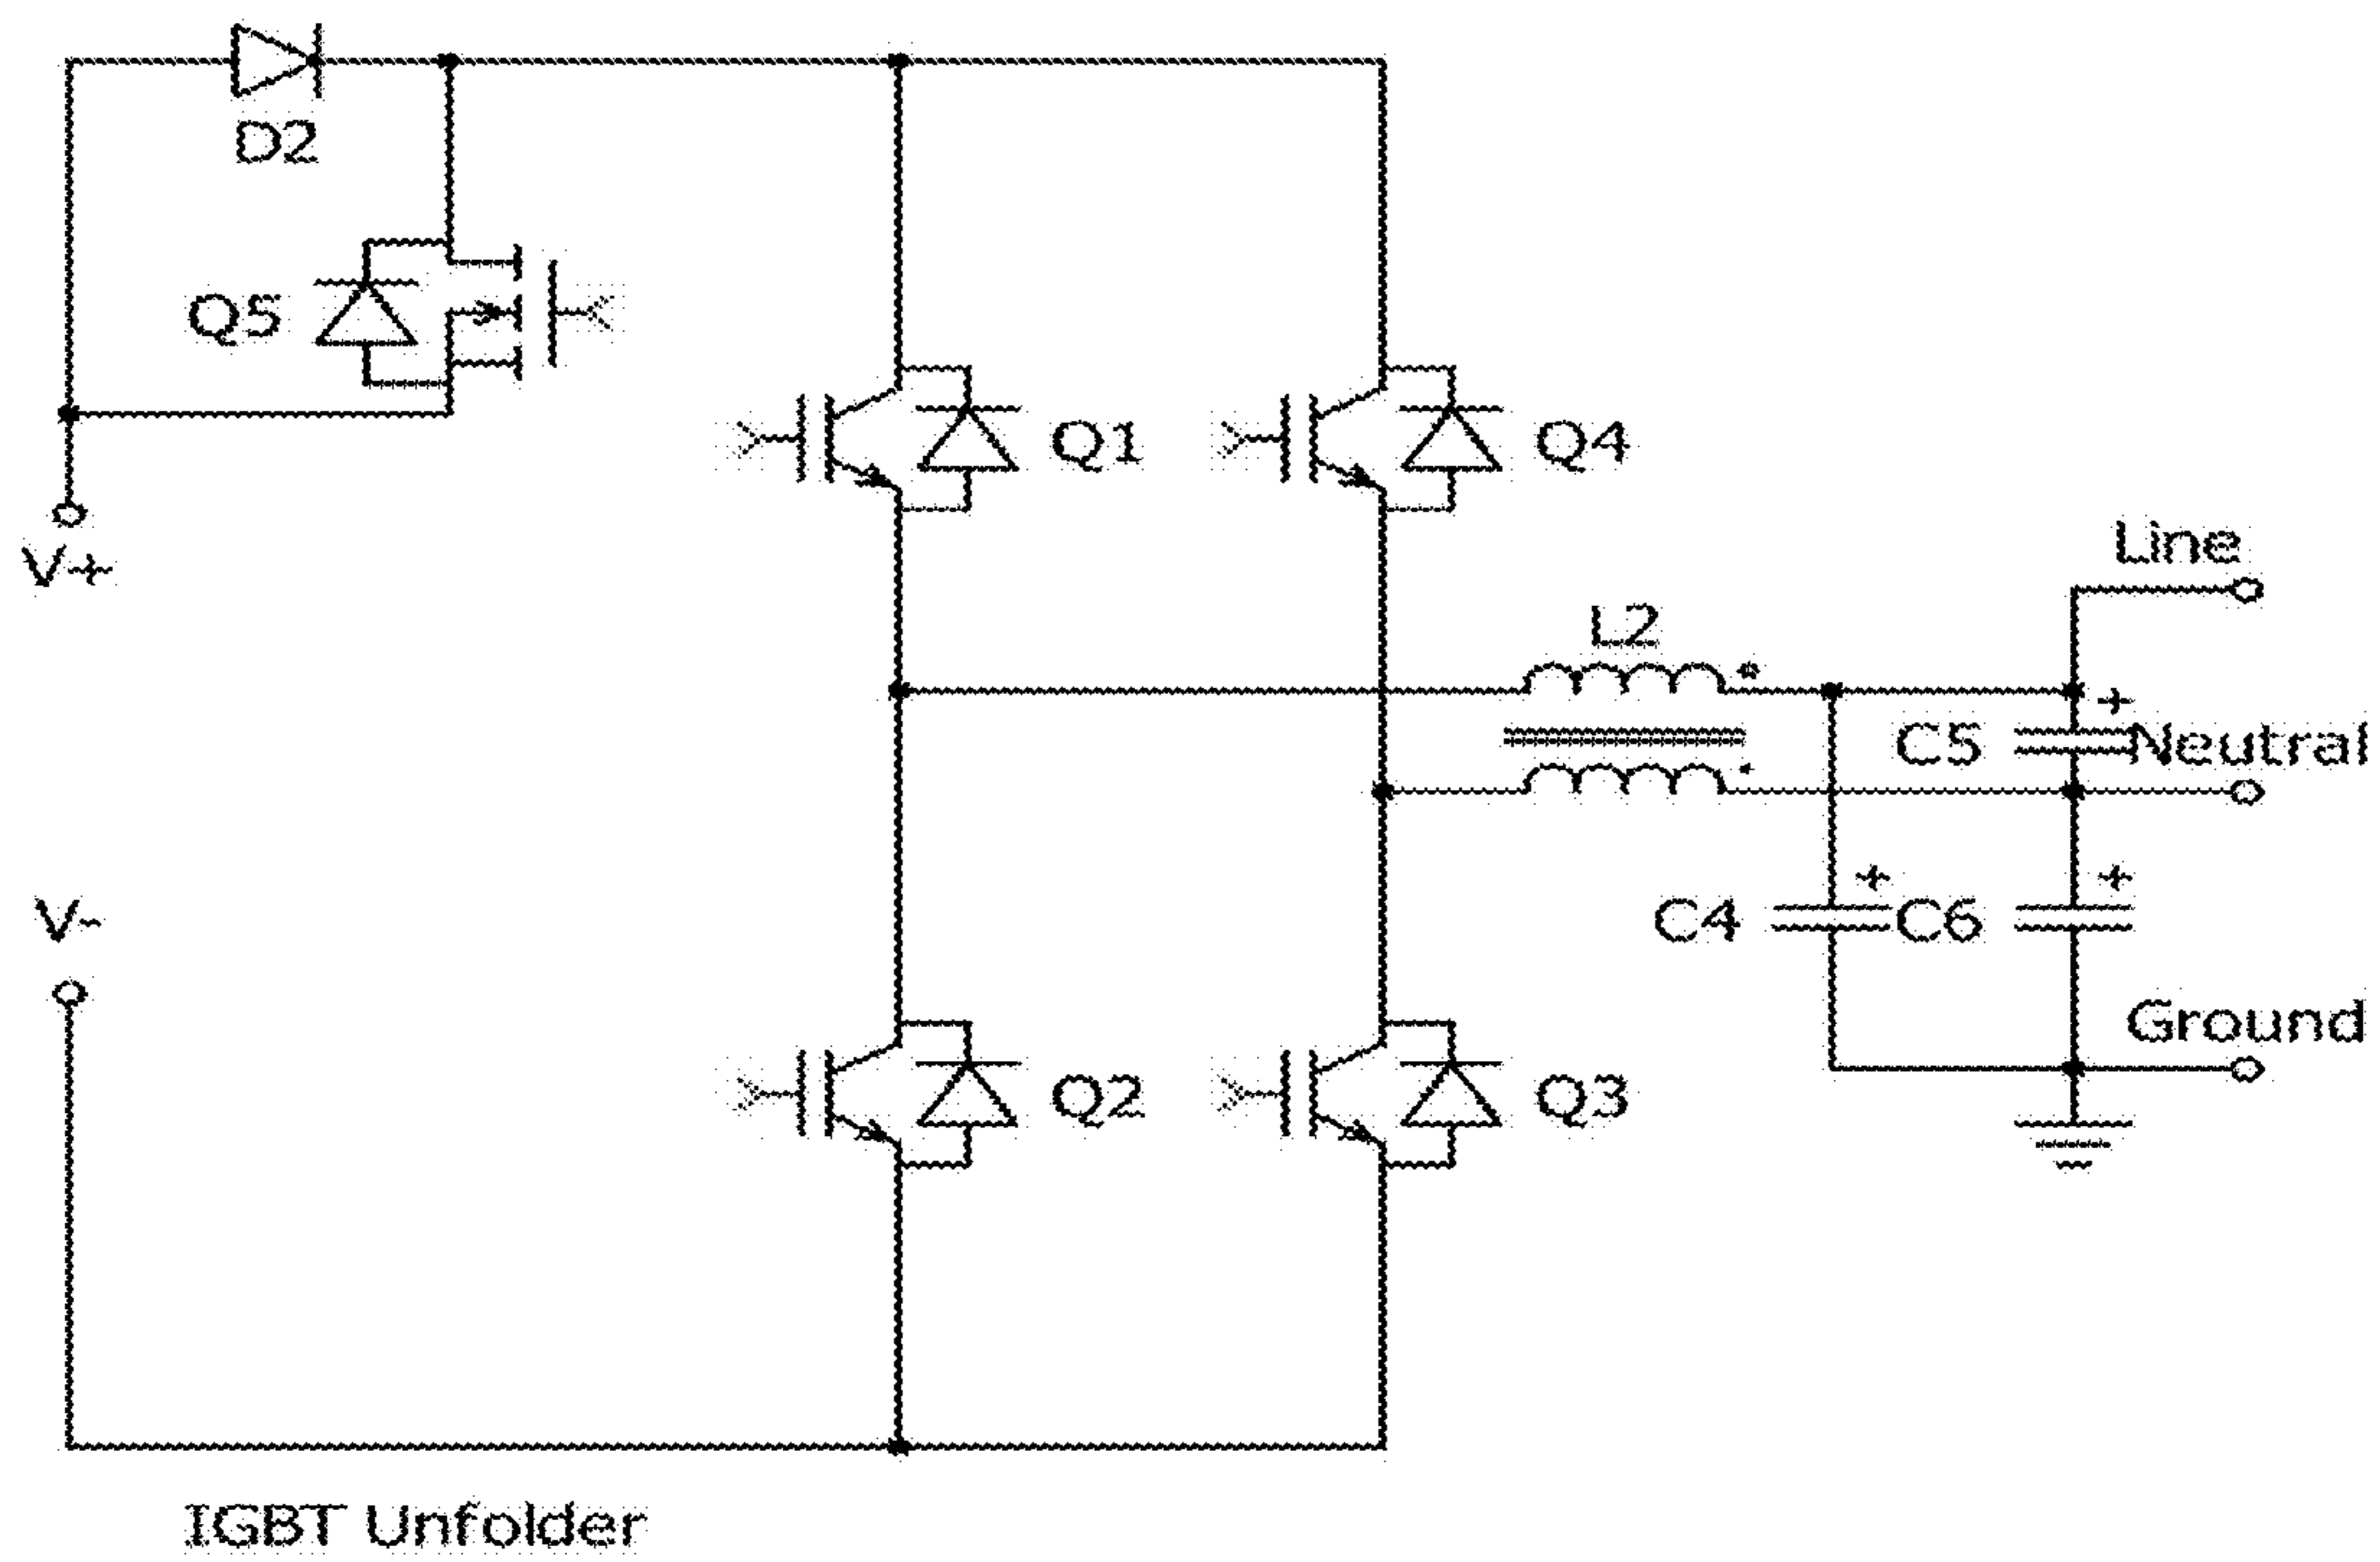 D2
Q5
Q1
Q4
V+
Line
L2
+
C5
Neutral
V-
+
+
C4
C6
Ground
Q2
Q3
IGBT Unfolder